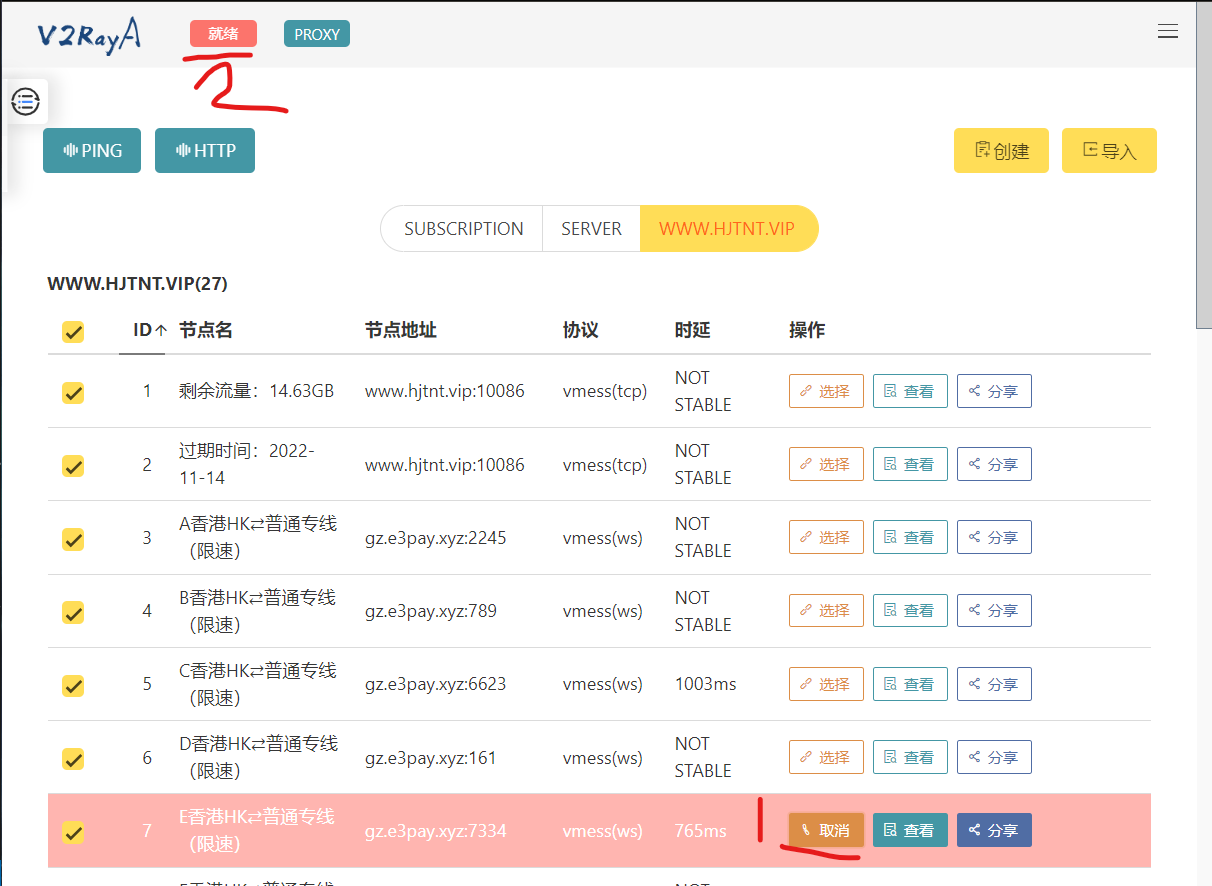 V2RayA 就绪 PROXY
2
PING HTTP 创建 导入
SUBSCRIPTION SERVER WWW.HJTNT.VIP
WWW.HJTNT.VIP(27)
ID↑ 节点名 节点地址 协议 时延 操作
1 剩余流量：14.63GB www.hjtnt.vip:10086 vmess(tcp) NOT STABLE 选择 查看 分享
2 过期时间：2022-11-14 www.hjtnt.vip:10086 vmess(tcp) NOT STABLE 选择 查看 分享
3 A香港HK⇄普通专线（限速） gz.e3pay.xyz:2245 vmess(ws) NOT STABLE 选择 查看 分享
4 B香港HK⇄普通专线（限速） gz.e3pay.xyz:789 vmess(ws) NOT STABLE 选择 查看 分享
5 C香港HK⇄普通专线（限速） gz.e3pay.xyz:6623 vmess(ws) 1003ms 选择 查看 分享
6 D香港HK⇄普通专线（限速） gz.e3pay.xyz:161 vmess(ws) NOT STABLE 选择 查看 分享
7 E香港HK⇄普通专线（限速） gz.e3pay.xyz:7334 vmess(ws) 765ms 1 取消 查看 分享